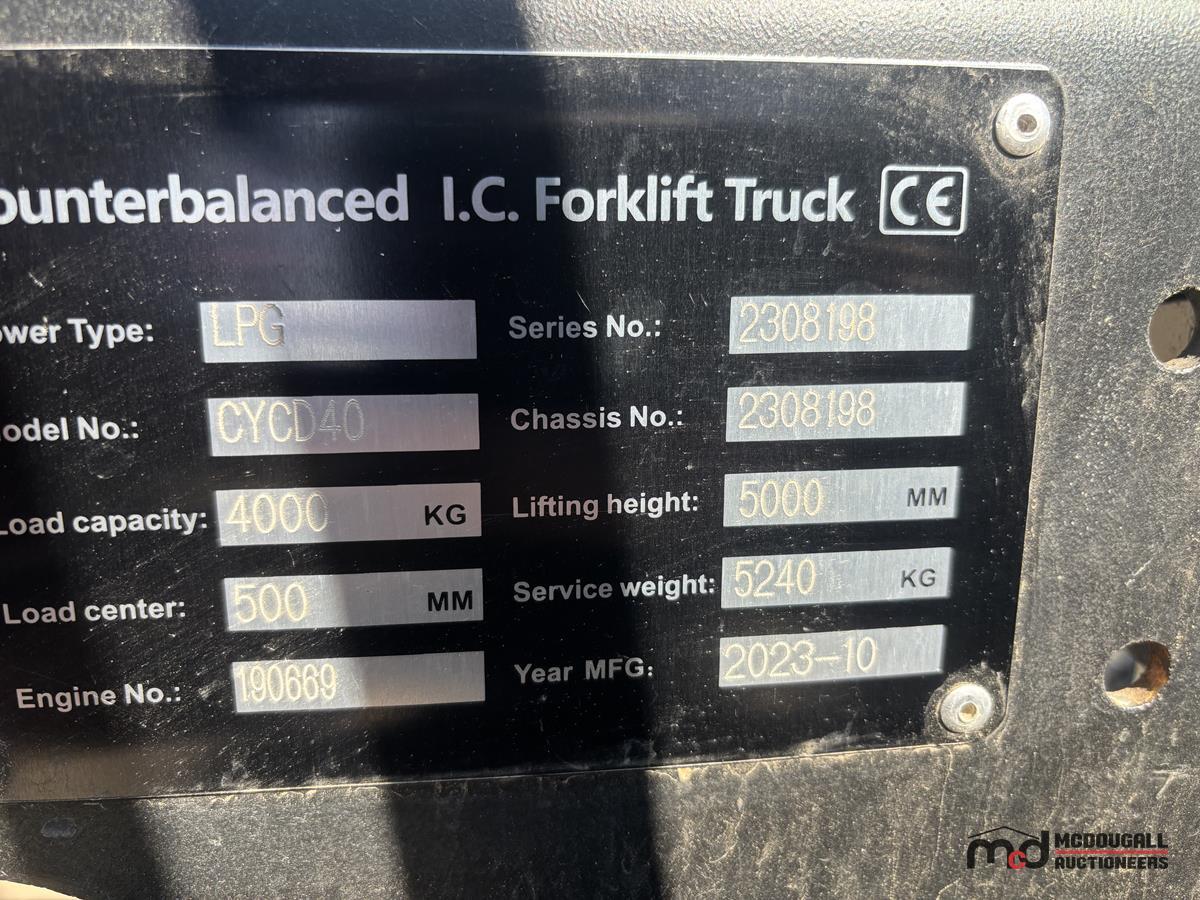 ounterbalanced I.C. Forklift Truck CE
ower Type: LPG Series No.: 2308198
odel No.: CYCD40 Chassis No.: 2308198
Load capacity: 4000 KG Lifting height: 5000 MM
Load center: 500 MM Service weight: 5240 KG
Engine No.: 190669 Year MFG: 2023-10
mcd MCDOUGALL
AUCTIONEERS